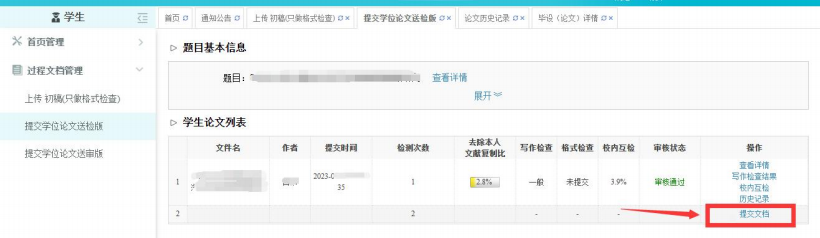 学生
首页
通知公告
上传 初稿(只做格式检查)
提交学位论文送检版
论文历史记录
毕设（论文）详情
首页管理
过程文档管理
上传 初稿(只做格式检查)
提交学位论文送检版
提交学位论文送审版
题目基本信息
题目：
查看详情
展开
学生论文列表
文件名 作者 提交时间 检测次数 去除本人文献复制比 写作检查 格式检查 校内互检 审核状态 操作
1 2023-0 35 1 2.8% 一般 未提交 3.9% 审核通过
查看详情
写作检查结果
校内互检
历史记录
2 2 - - - 提交文档